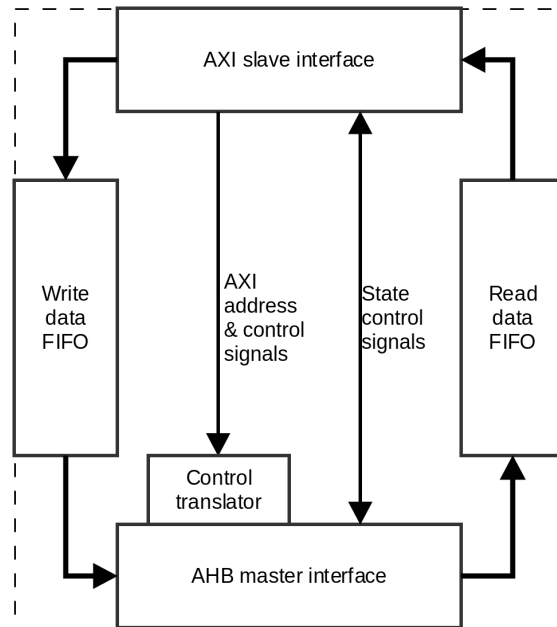 AXI slave interface
Write
data
FIFO
AXI
address
& control
signals
State
control
signals
Read
data
FIFO
Control
translator
AHB master interface